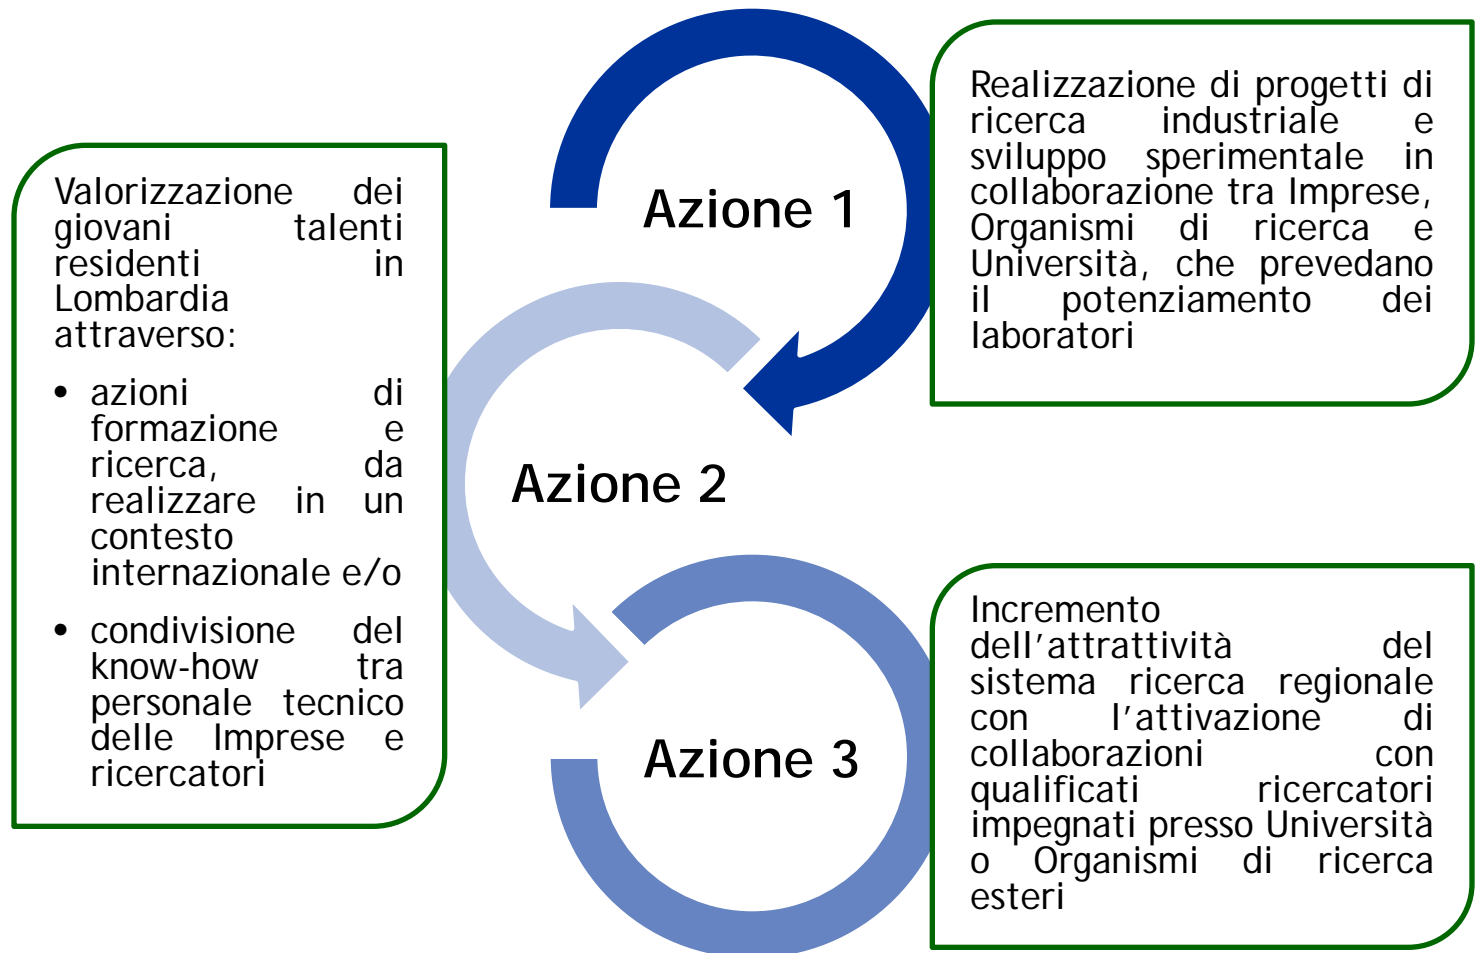 Azione 1
Realizzazione di progetti di
ricerca industriale e
sviluppo sperimentale in
collaborazione tra Imprese,
Organismi di ricerca e
Università, che prevedano
il potenziamento dei
laboratori
Azione 2
Valorizzazione dei
giovani talenti
residenti in
Lombardia
attraverso:
• azioni di
formazione e
ricerca, da
realizzare in un
contesto
internazionale e/o
• condivisione del
know-how tra
personale tecnico
delle Imprese e
ricercatori
Azione 3
Incremento
dell’attrattività del
sistema ricerca regionale
con l’attivazione di
collaborazioni con
qualificati ricercatori
impegnati presso Università
o Organismi di ricerca
esteri